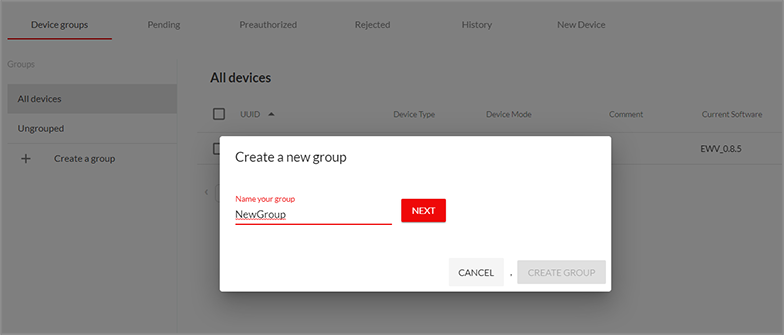 Device groups Pending Preauthorized Rejected History New Device
Groups
All devices
All devices
UUID Device Type Device Mode Comment Current Software
Ungrouped
Create a group
EWV_0.8.5
Create a new group
Name your group
NewGroup
NEXT
CANCEL . CREATE GROUP